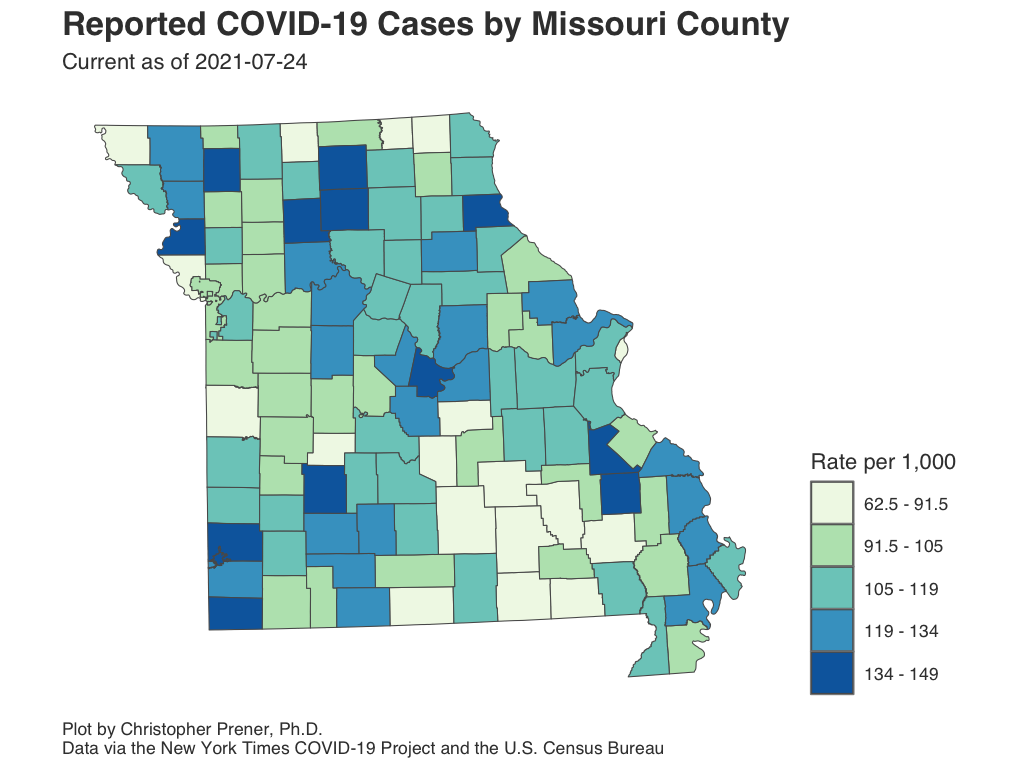 Reported COVID-19 Cases by Missouri County
Current as of 2021-07-24
Rate per 1,000
62.5 - 91.5
91.5 - 105
105 - 119
119 - 134
134 - 149
Plot by Christopher Prener, Ph.D.
Data via the New York Times COVID-19 Project and the U.S. Census Bureau